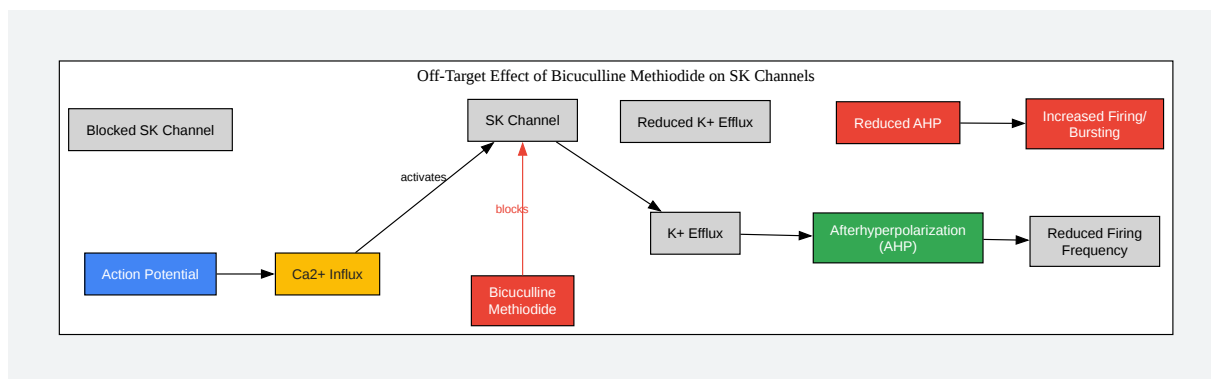 Off-Target Effect of Bicuculline Methiodide on SK Channels
Blocked SK Channel
SK Channel
Reduced K+ Efflux
Reduced AHP
Increased Firing/
Bursting
activates
blocks
K+ Efflux
Afterhyperpolarization
(AHP)
Reduced Firing
Frequency
Action Potential
Ca2+ Influx
Bicuculline
Methiodide